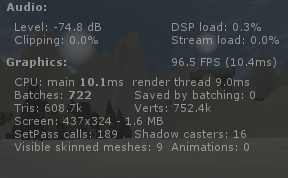 Audio:
Level: -74.8 dB DSP load: 0.3%
Clipping: 0.0% Stream load: 0.0%
Graphics: 96.5 FPS (10.4ms)
CPU: main 10.1ms render thread 9.0ms
Batches: 722 Saved by batching: 0
Tris: 608.7k Verts: 752.4k
Screen: 437x324 - 1.6 MB
SetPass calls: 189 Shadow casters: 16
Visible skinned meshes: 9 Animations: 0